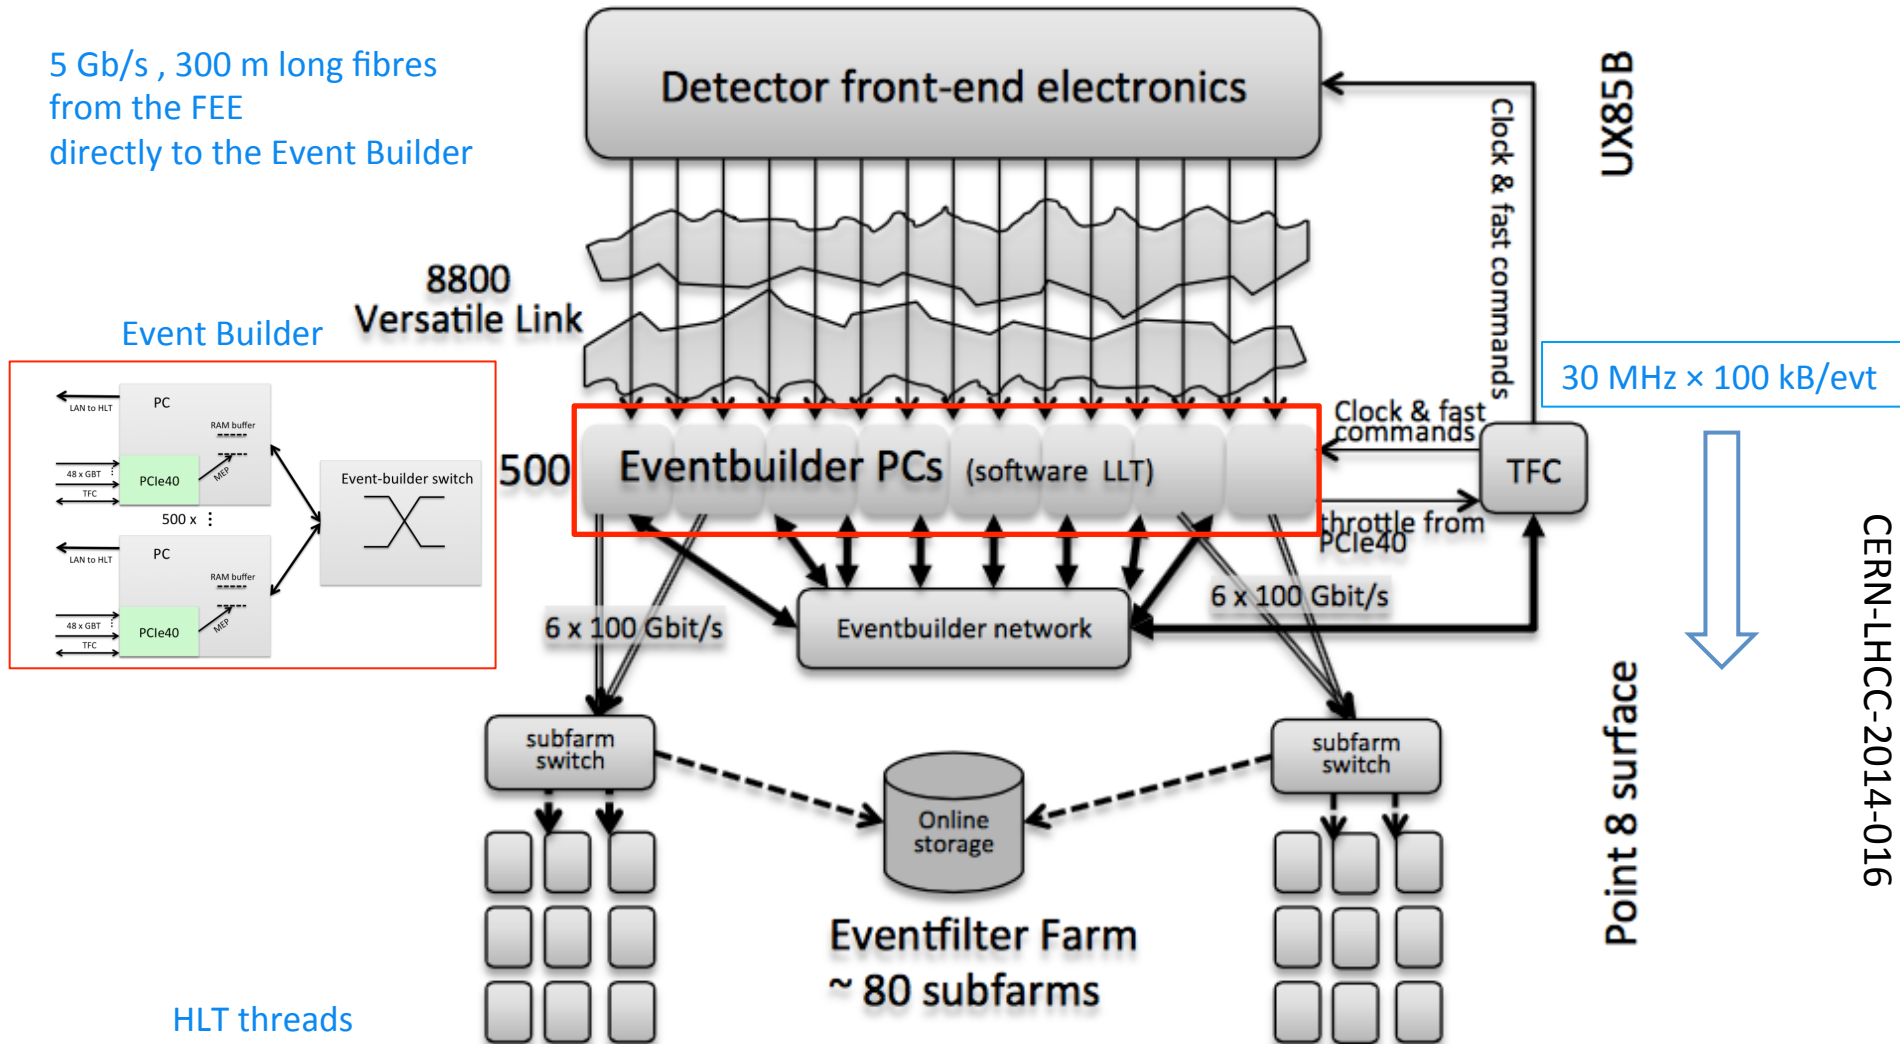 5 Gb/s , 300 m long fibres
from the FEE
directly to the Event Builder
Detector front-end electronics
UX85B
Clock & fast commands
8800
Versatile Link
Event Builder
LAN to HLT
PC
RAM buffer
48 x GBT
PCIe40
MEP
TFC
500 x
LAN to HLT
PC
RAM buffer
48 x GBT
PCIe40
MEP
TFC
Event-builder switch
30 MHz × 100 kB/evt
500
Eventbuilder PCs (software LLT)
Clock & fast
commands
TFC
throttle from
PCIe40
6 x 100 Gbit/s
Eventbuilder network
6 x 100 Gbit/s
subfarm
switch
Online
storage
subfarm
switch
Point 8 surface
CERN-LHCC-2014-016
Eventfilter Farm
~ 80 subfarms
HLT threads